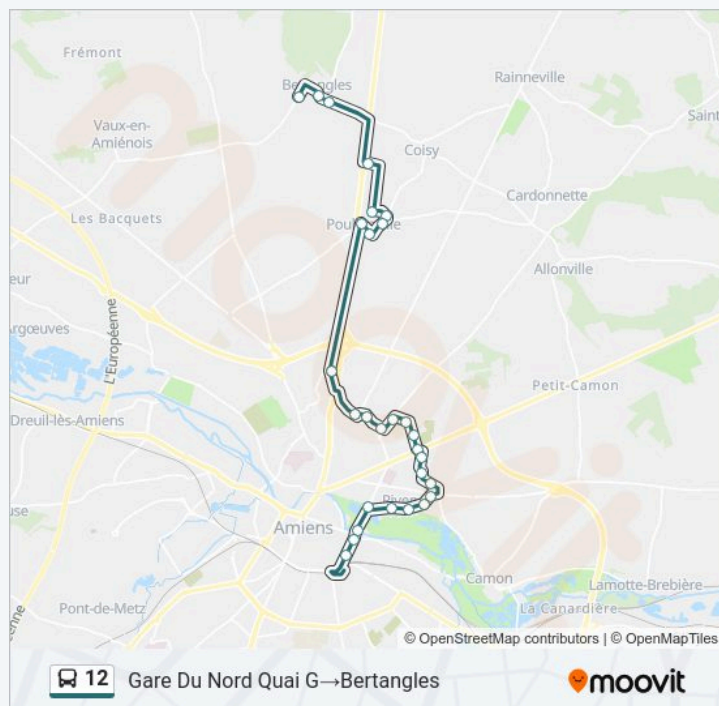 Frémont
Bertangles
Rainneville
Saint
Vaux-en-
Amiénois
Coisy
Cardonnette
Les Bacquets
Poulainville
Allonville
eur
Argœuves
L'Européenne
Petit-Camon
Dreuil-lès-Amiens
use
Amiens
Camon
Lamotte-Brebière
Pont-de-Metz
La Canardière
éenne
© OpenStreetMap contributors | © OpenMapTiles
12 Gare Du Nord Quai G→Bertangles
moovit